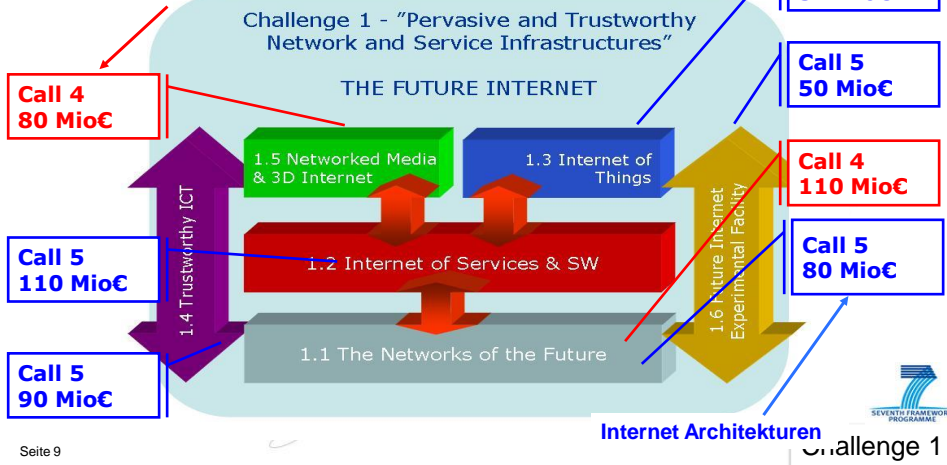 Challenge 1 - "Pervasive and Trustworthy
Network and Service Infrastructures"
THE FUTURE INTERNET
Call 4
80 Mio€
Call 5
50 Mio€
1.5 Networked Media
& 3D Internet
1.3 Internet of
Things
Call 4
110 Mio€
1.4 Trustworthy ICT
1.6 Future Internet
Experimental Facility
Call 5
110 Mio€
1.2 Internet of Services & SW
Call 5
80 Mio€
1.1 The Networks of the Future
Call 5
90 Mio€
SEVENTH FRAMEWORK
PROGRAMME
Internet Architekturen
Seite 9
Challenge 1